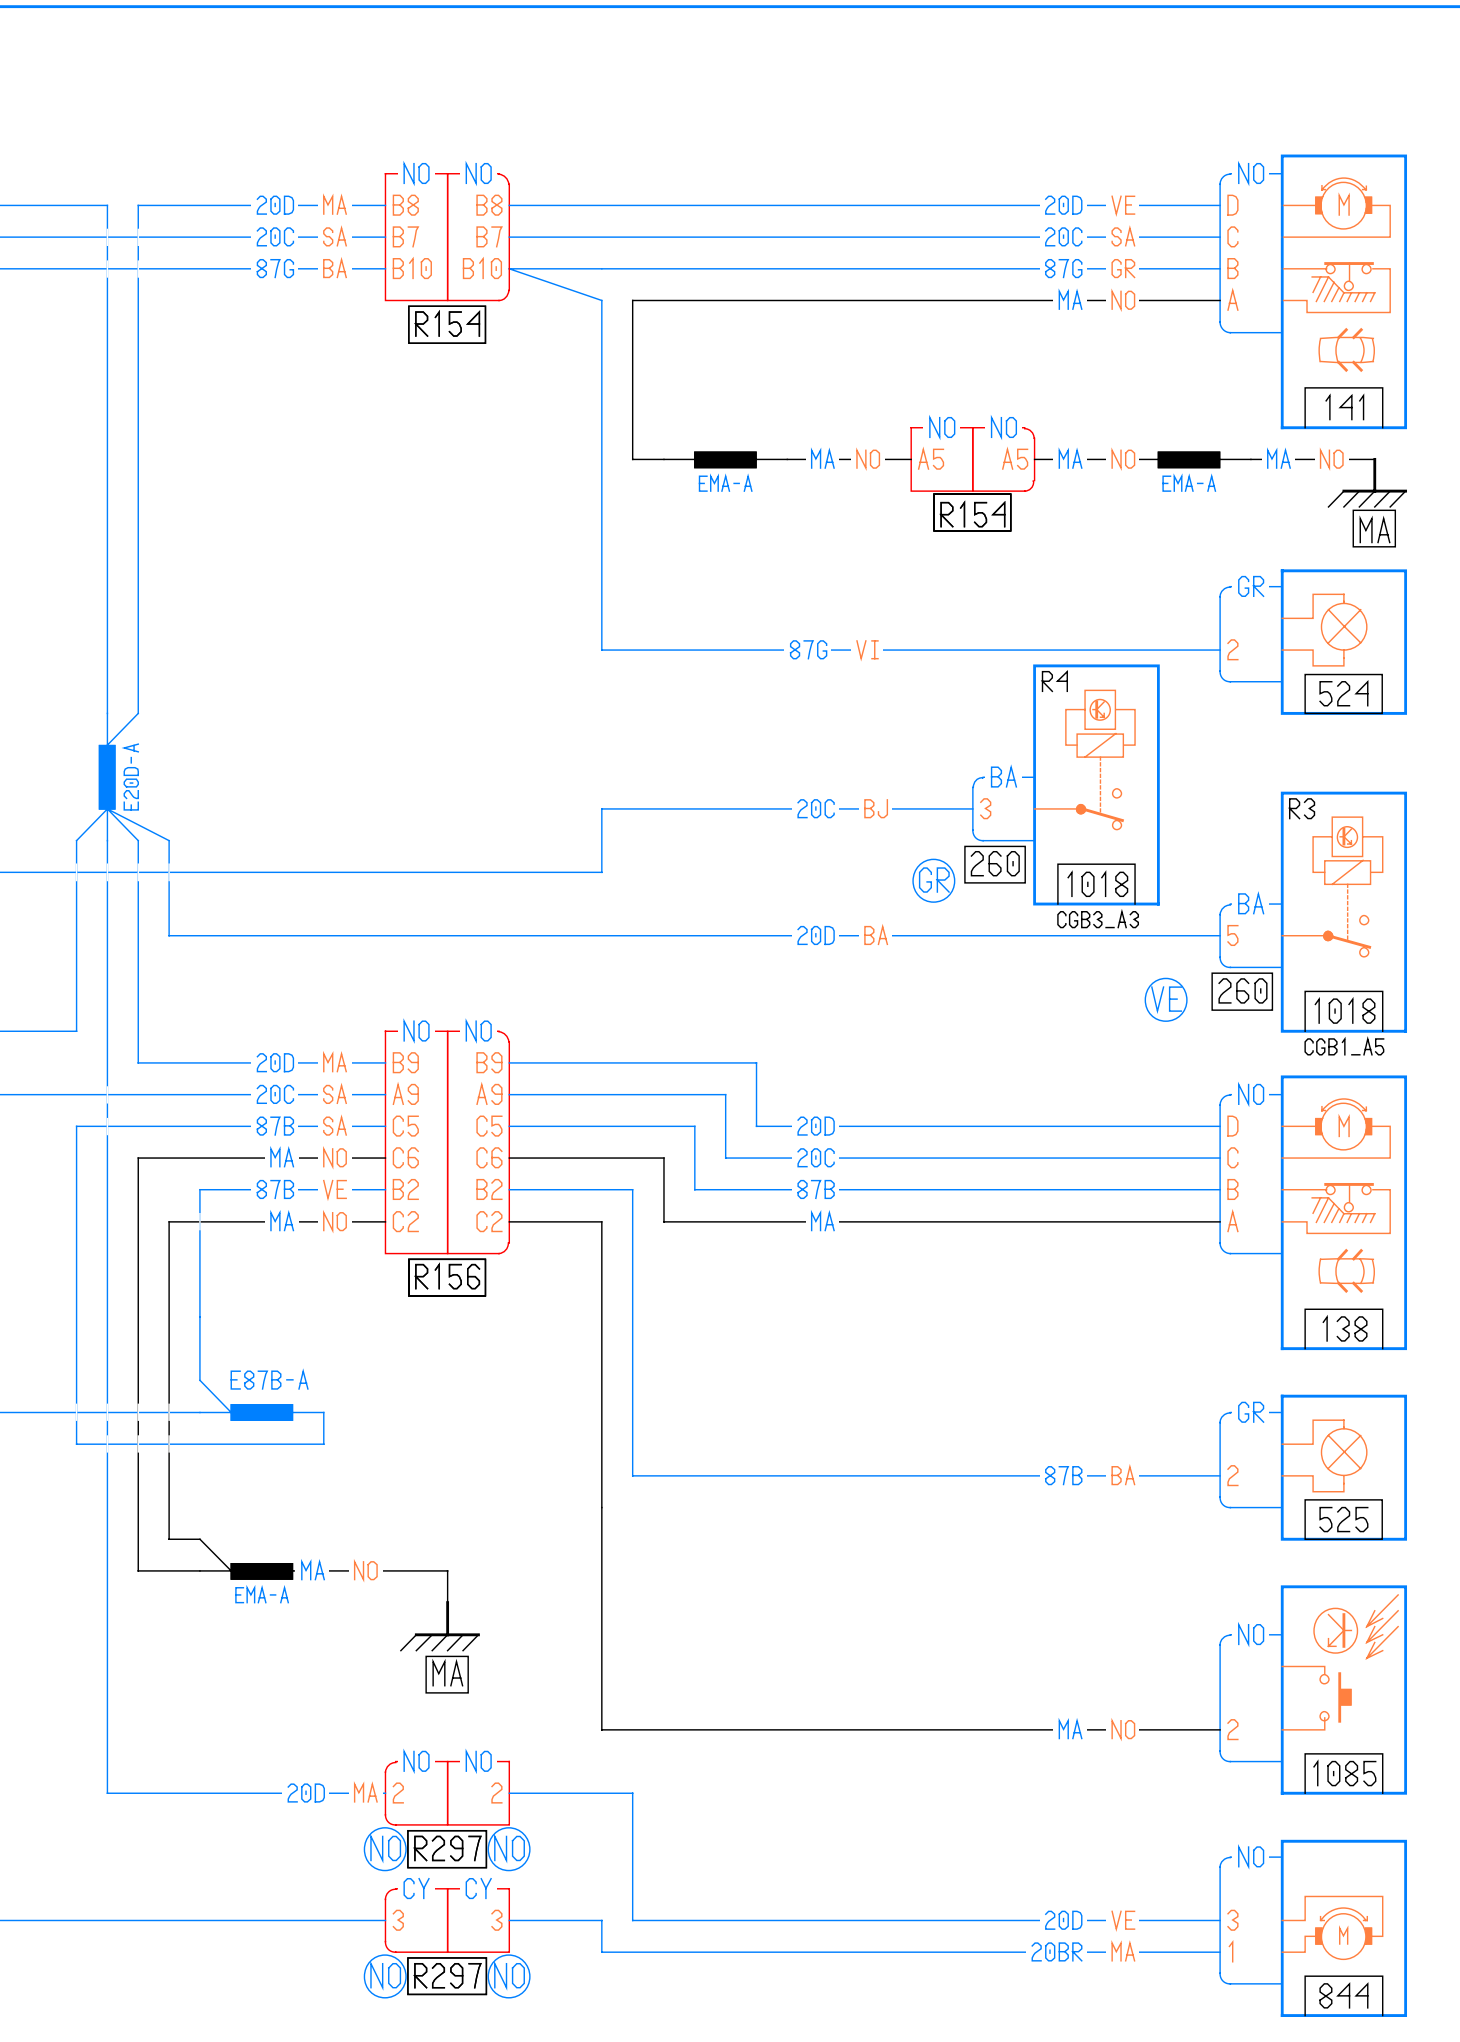 NO NO NO
20D MA B8 B8 20D VE D M
20C SA B7 B7 20C SA C
87G BA B10 B10 87G GR B
MA NO A
R154
141
NO NO
MA NO A5 A5 MA NO MA NO
EMA-A EMA-A
R154 MA
GR
87G VI 2
R4
524
E20D-A
BA
20C BJ 3
R3
260
GR
1018
CGB3_A3
BA
20D BA 5
260
VE
1018
CGB1_A5
NO NO
20D MA B9 B9
20C SA A9 A9 NO
87B SA C5 C5 20D D M
MA NO C6 C6 20C C
87B VE B2 B2 87B B
MA NO C2 C2 MA A
R156
138
E87B-A
GR
87B BA 2
525
MA NO
EMA-A
MA
NO
MA NO 2
1085
NO NO
20D MA 2 2
NO R297 NO
NO
CY CY
3 3 20D VE 3
20BR MA 1 M
NO R297 NO
844